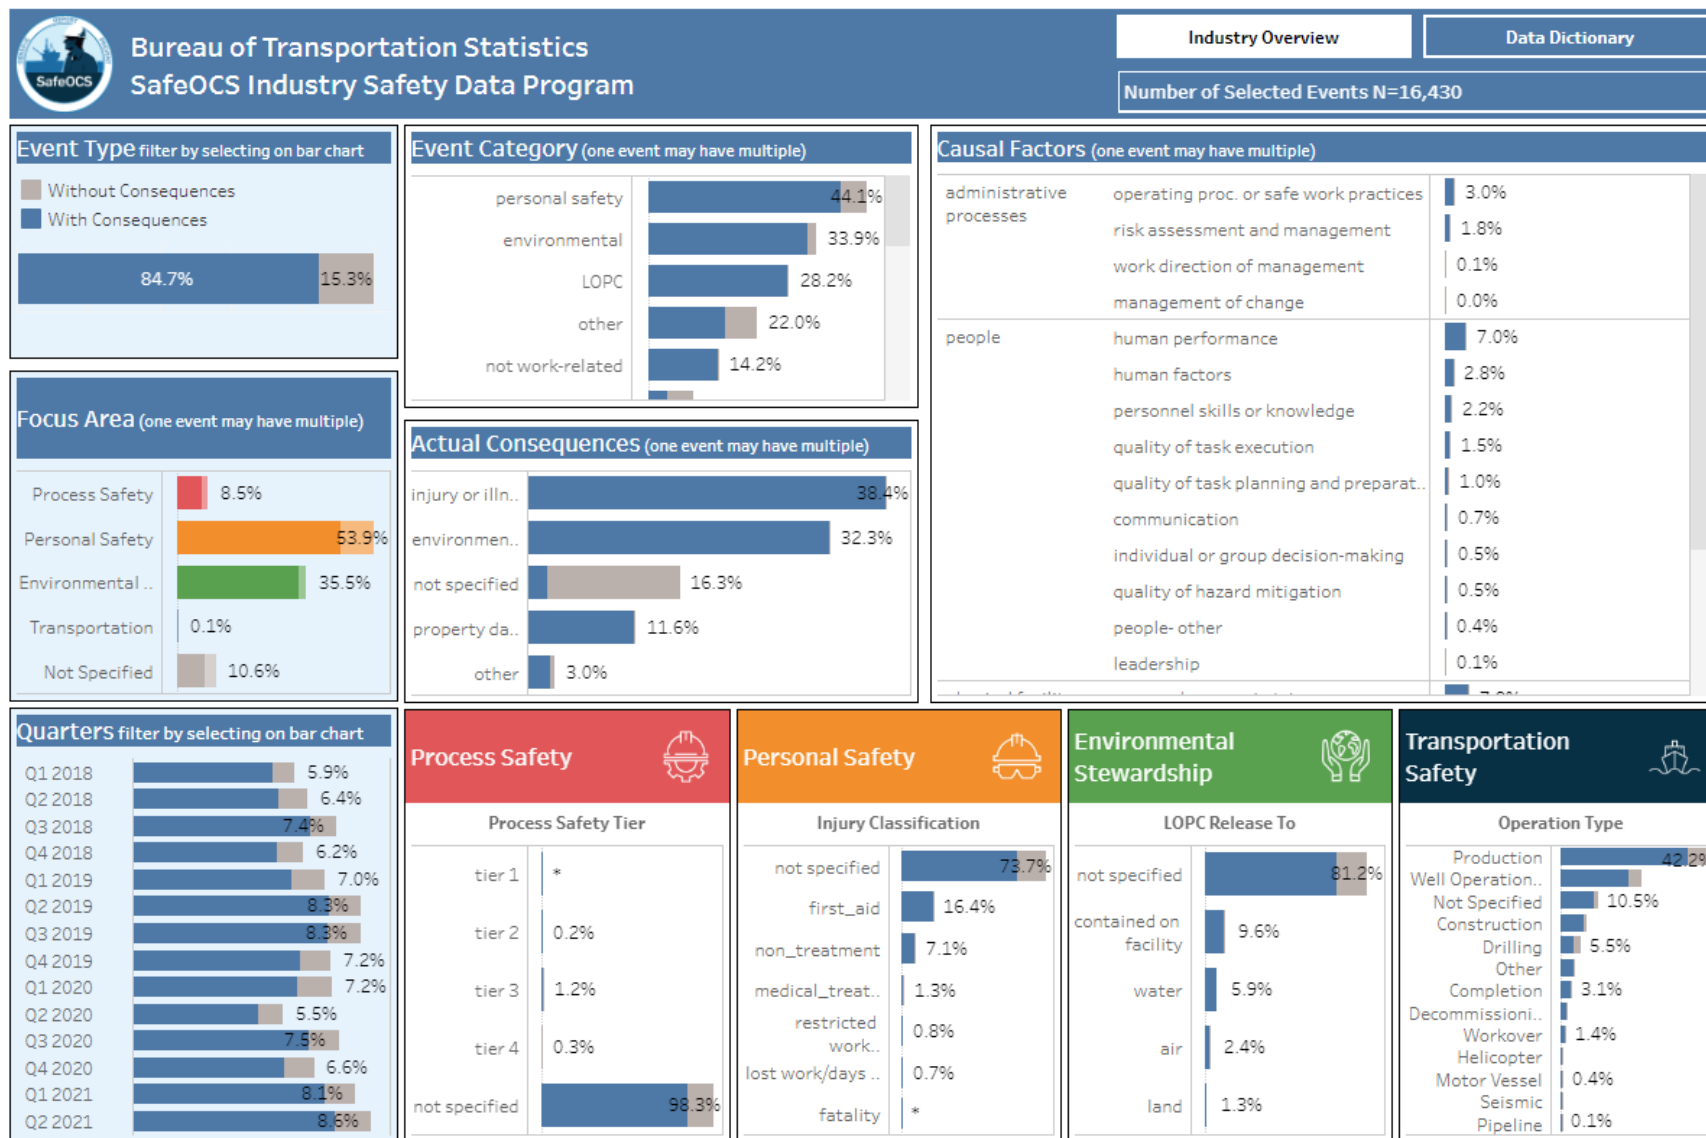 SafeOCS
Bureau of Transportation Statistics
SafeOCS Industry Safety Data Program
Industry Overview
Data Dictionary
Number of Selected Events N=16,430
Event Type filter by selecting on bar chart
Without Consequences
With Consequences
84.7%
15.3%
Focus Area (one event may have multiple)
Process Safety 8.5%
Personal Safety 53.9%
Environmental .. 35.5%
Transportation 0.1%
Not Specified 10.6%
Quarters filter by selecting on bar chart
Q1 2018 5.9%
Q2 2018 6.4%
Q3 2018 7.4%
Q4 2018 6.2%
Q1 2019 7.0%
Q2 2019 8.3%
Q3 2019 8.3%
Q4 2019 7.2%
Q1 2020 7.2%
Q2 2020 5.5%
Q3 2020 7.5%
Q4 2020 6.6%
Q1 2021 8.1%
Q2 2021 8.6%
Event Category (one event may have multiple)
personal safety 44.1%
environmental 33.9%
LOPC 28.2%
other 22.0%
not work-related 14.2%
Actual Consequences (one event may have multiple)
injury or illn.. 38.4%
environmen.. 32.3%
not specified 16.3%
property da.. 11.6%
other 3.0%
Causal Factors (one event may have multiple)
administrative
processes
operating proc. or safe work practices 3.0%
risk assessment and management 1.8%
work direction of management 0.1%
management of change 0.0%
people
human performance 7.0%
human factors 2.8%
personnel skills or knowledge 2.2%
quality of task execution 1.5%
quality of task planning and preparat.. 1.0%
communication 0.7%
individual or group decision-making 0.5%
quality of hazard mitigation 0.5%
people- other 0.4%
leadership 0.1%
Process Safety
Process Safety Tier
tier 1 *
tier 2 0.2%
tier 3 1.2%
tier 4 0.3%
not specified 98.3%
Personal Safety
Injury Classification
not specified 73.7%
first_aid 16.4%
non_treatment 7.1%
medical_treat.. 1.3%
restricted
work.. 0.8%
lost work/days .. 0.7%
fatality *
Environmental
Stewardship
LOPC Release To
not specified 81.2%
contained on
facility 9.6%
water 5.9%
air 2.4%
land 1.3%
Transportation
Safety
Operation Type
Production 42.2%
Well Operation..
Not Specified 10.5%
Construction
Drilling 5.5%
Other
Completion 3.1%
Decommissioni..
Workover 1.4%
Helicopter
Motor Vessel 0.4%
Seismic
Pipeline 0.1%